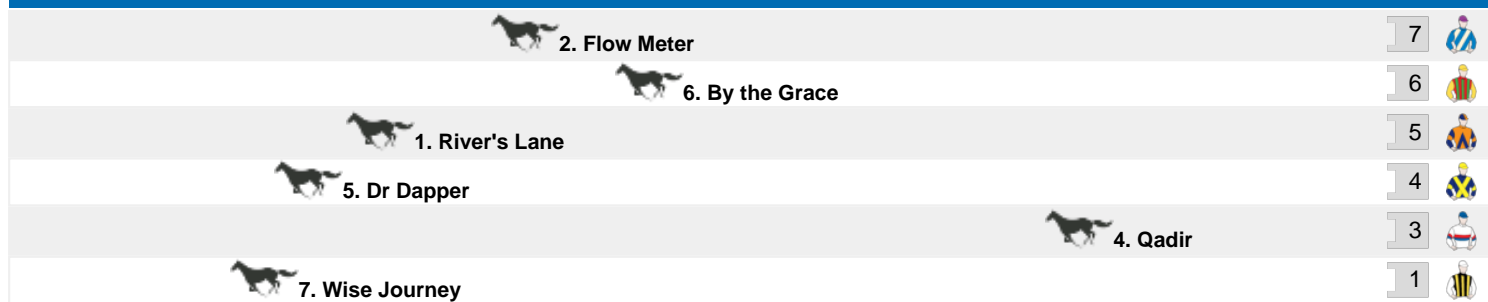 2. Flow Meter 7
6. By the Grace 6
1. River's Lane 5
5. Dr Dapper 4
4. Qadir 3
7. Wise Journey 1